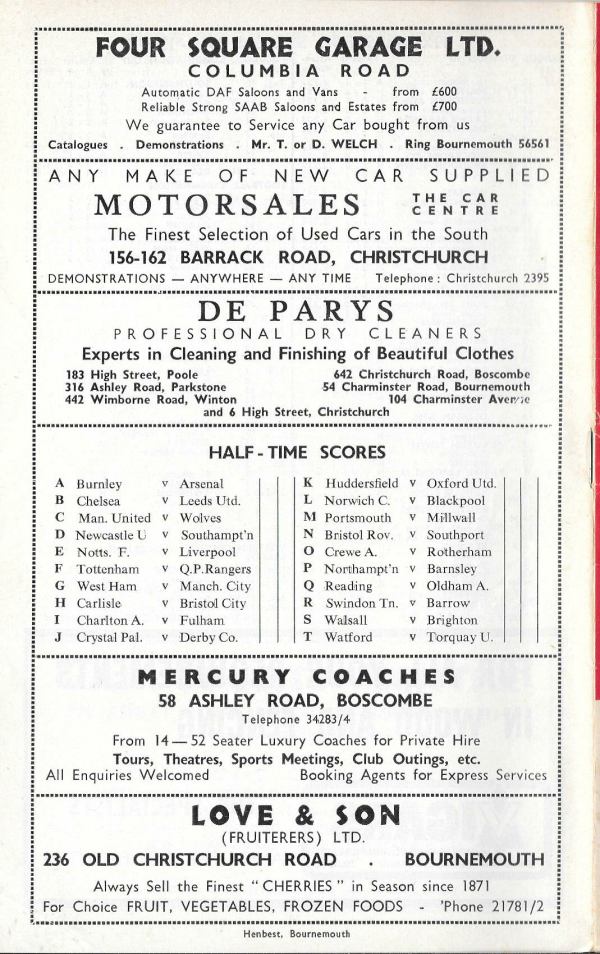 FOUR SQUARE GARAGE LTD.
COLUMBIA ROAD
Automatic DAF Saloons and Vans - from £600
Reliable Strong SAAB Saloons and Estates from £700
We guarantee to Service any Car bought from us
Catalogues . Demonstrations . Mr. T. or D. WELCH . Ring Bournemouth 56561
ANY MAKE OF NEW CAR SUPPLIED
MOTORSALES THE CAR CENTRE
The Finest Selection of Used Cars in the South
156-162 BARRACK ROAD, CHRISTCHURCH
DEMONSTRATIONS — ANYWHERE — ANY TIME Telephone : Christchurch 2395
DE PARYS
PROFESSIONAL DRY CLEANERS
Experts in Cleaning and Finishing of Beautiful Clothes
183 High Street, Poole 642 Christchurch Road, Boscombe
316 Ashley Road, Parkstone 54 Charminster Road, Bournemouth
442 Wimborne Road, Winton 104 Charminster Avenue
and 6 High Street, Christchurch
HALF-TIME SCORES
A Burnley v Arsenal
B Chelsea v Leeds Utd.
C Man. United v Wolves
D Newcastle U v Southampt'n
E Notts. F. v Liverpool
F Tottenham v Q.P.Rangers
G West Ham v Manch. City
H Carlisle v Bristol City
I Charlton A. v Fulham
J Crystal Pal. v Derby Co.
K Huddersfield v Oxford Utd.
L Norwich C. v Blackpool
M Portsmouth v Millwall
N Bristol Rov. v Southport
O Crewe A. v Rotherham
P Northampt'n v Barnsley
Q Reading v Oldham A.
R Swindon Tn. v Barrow
S Walsall v Brighton
T Watford v Torquay U.
MERCURY COACHES
58 ASHLEY ROAD, BOSCOMBE
Telephone 34283/4
From 14—52 Seater Luxury Coaches for Private Hire
Tours, Theatres, Sports Meetings, Club Outings, etc.
All Enquiries Welcomed Booking Agents for Express Services
LOVE & SON
(FRUITERERS) LTD.
236 OLD CHRISTCHURCH ROAD . BOURNEMOUTH
Always Sell the Finest "CHERRIES" in Season since 1871
For Choice FRUIT, VEGETABLES, FROZEN FOODS - 'Phone 21781/2
Henbest, Bournemouth